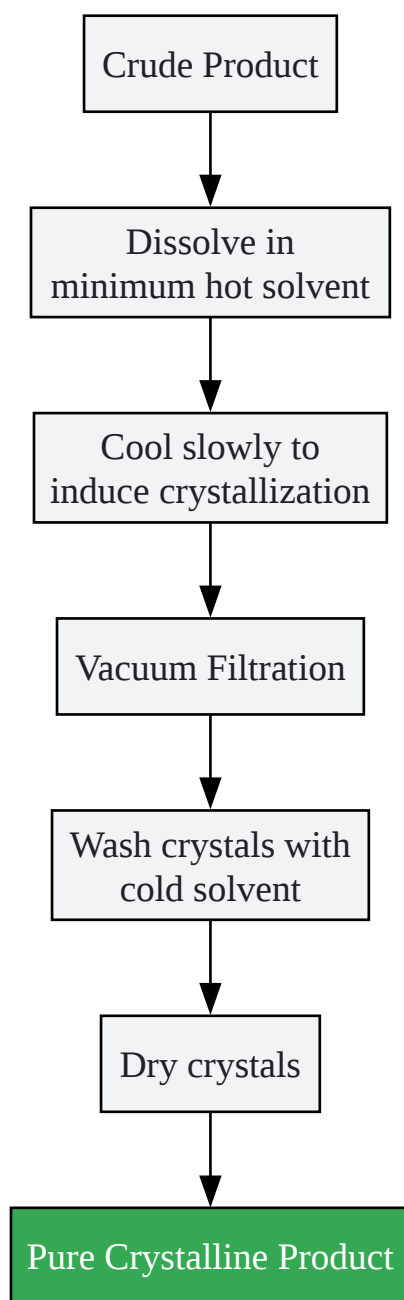 Crude Product
Dissolve in
minimum hot solvent
Cool slowly to
induce crystallization
Vacuum Filtration
Wash crystals with
cold solvent
Dry crystals
Pure Crystalline Product